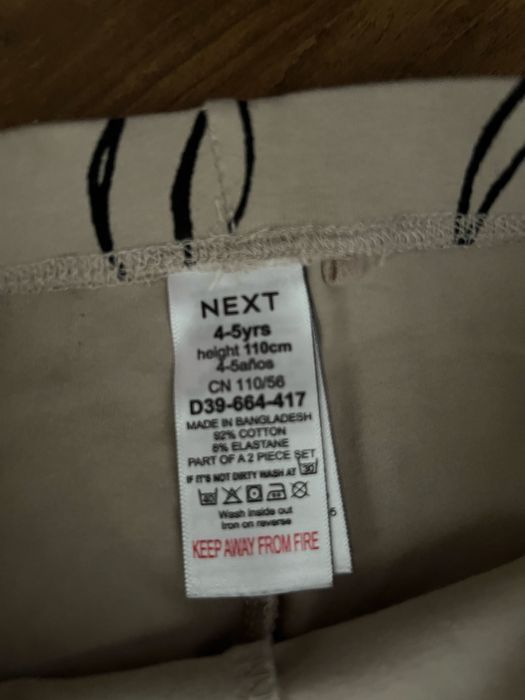 NEXT
4-5yrs
height 110cm
4-5años
CN 110/56
D39-664-417
MADE IN BANGLADESH
92% COTTON
8% ELASTANE
PART OF A 2 PIECE SET
IF IT'S NOT DIRTY WASH AT 30
40
Wash inside out
Iron on reverse
KEEP AWAY FROM FIRE